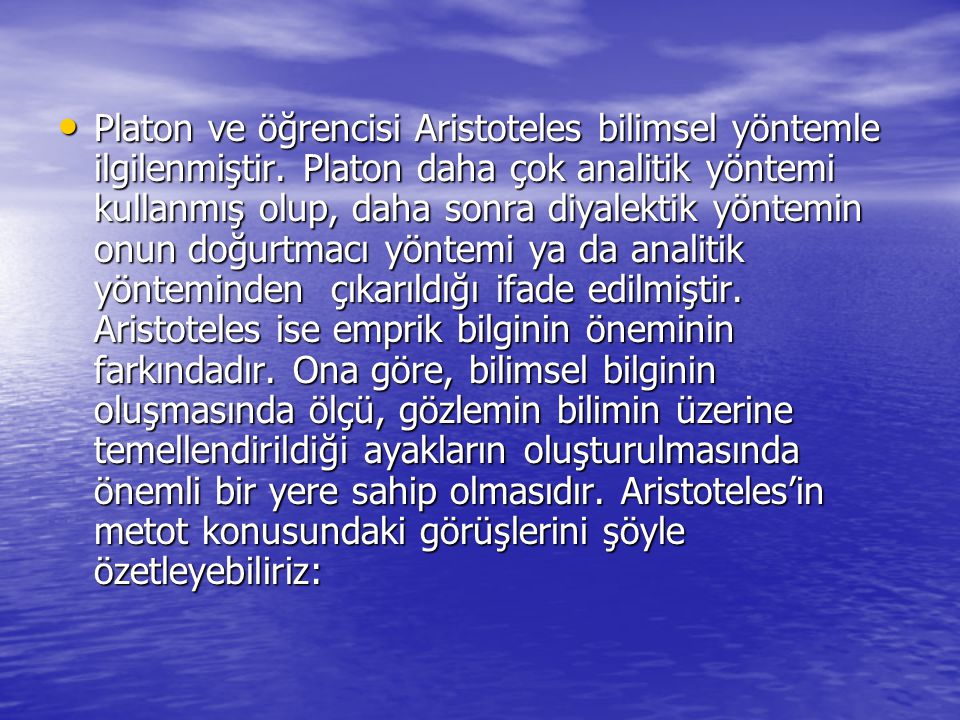 • Platon ve öğrencisi Aristoteles bilimsel yöntemle
ilgilenmiştir. Platon daha çok analitik yöntemi
kullanmış olup, daha sonra diyalektik yöntemin
onun doğurtmacı yöntemi ya da analitik
yönteminden  çıkarıldığı ifade edilmiştir.
Aristoteles ise emprik bilginin öneminin
farkındadır. Ona göre, bilimsel bilginin
oluşmasında ölçü, gözlemin bilimin üzerine
temellendirildiği ayakların oluşturulmasında
önemli bir yere sahip olmasıdır. Aristoteles’in
metot konusundaki görüşlerini şöyle
özetleyebiliriz: